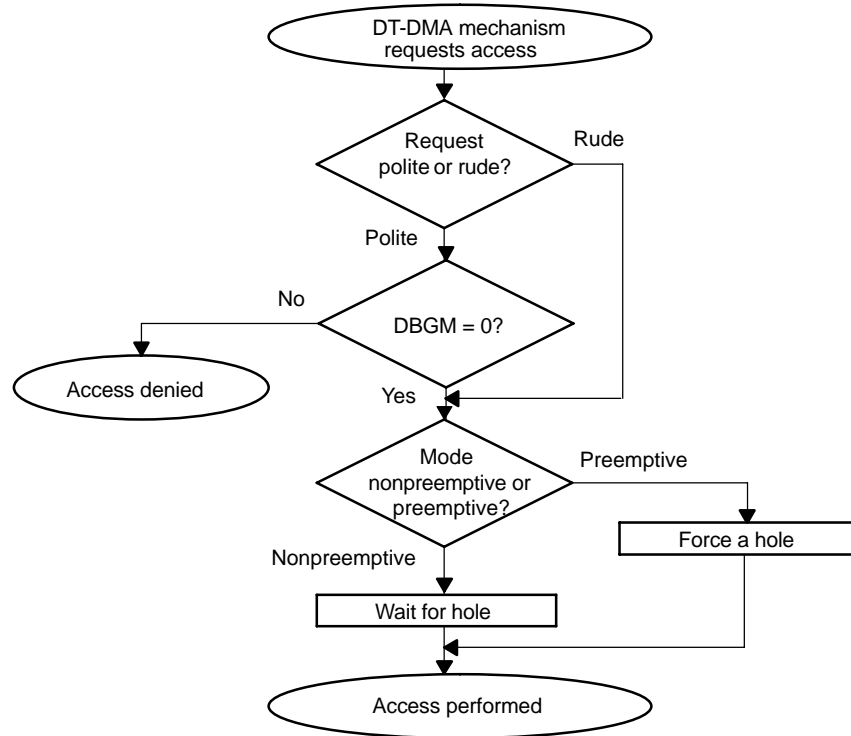 DT-DMA mechanism
requests access
Request
polite or rude?
Rude
Polite
No
DBGM = 0?
Access denied
Yes
Mode
nonpreemptive or
preemptive?
Preemptive
Force a hole
Nonpreemptive
Wait for hole
Access performed